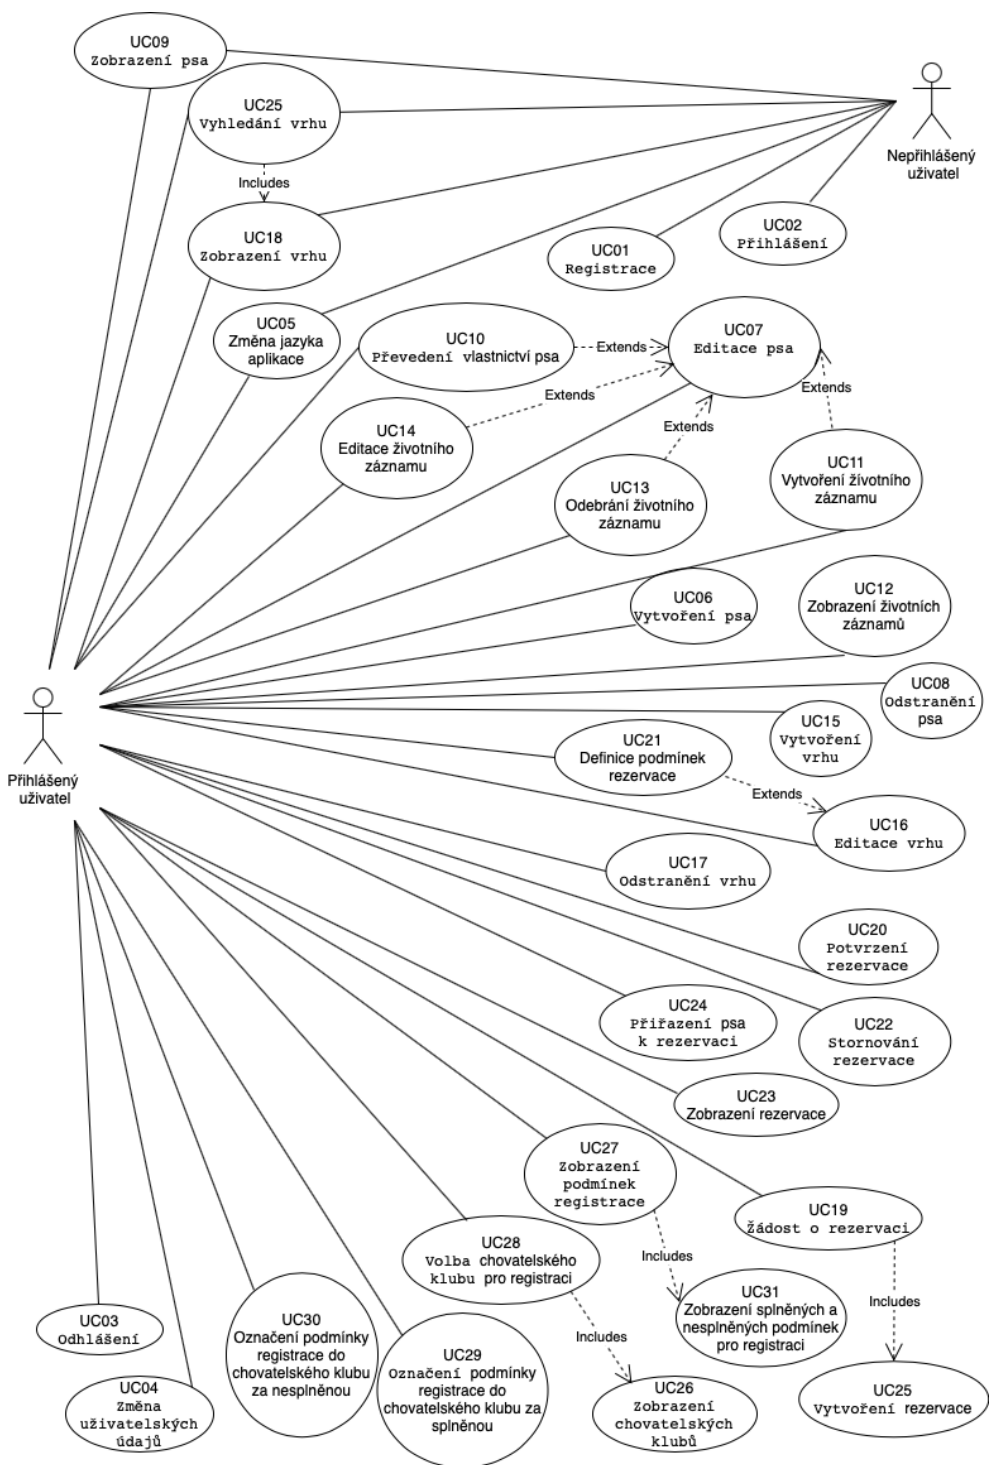 UC09
Zobrazení psa
UC25
Vyhledání vrhu
Nepřihlášený
uživatel
Includes
UC18
Zobrazení vrhu
UC02
Přihlášení
UC01
Registrace
UC05
Změna jazyka
aplikace
UC10
Převedení vlastnictví psa
Extends
UC07
Editace psa
Extends
Extends
Extends
UC14
Editace životního
záznamu
UC13
Odebrání životního
záznamu
UC11
Vytvoření žívotního
záznamu
UC06
Vytvoření psa
UC12
Zobrazení životních
záznamů
UC08
Odstranění
psa
UC15
Vytvoření
vrhu
UC21
Definice podmínek
rezervace
Přihlášený
uživatel
Extends
UC16
Editace vrhu
UC17
Odstranění vrhu
UC20
Potvrzení
rezervace
UC24
Přiřazení psa
k rezervaci
UC22
Stornování
rezervace
UC23
Zobrazení rezervace
UC27
Zobrazení
podmínek
registrace
UC19
Žádost o rezervaci
UC28
Volba chovatelského
klubu pro registraci
Includes
UC31
Zobrazení splněných a
nesplněných podmínek
pro registraci
Includes
UC03
Odhlášení
UC30
Označení podmínky
registrace do
chovatelského klubu
za nesplněnou
Includes
UC29
Označení podmínky
registrace do
chovatelského klubu za
splněnou
UC04
Změna
uživatelských
údajů
UC26
Zobrazení
chovatelských
klubů
UC25
Vytvoření rezervace